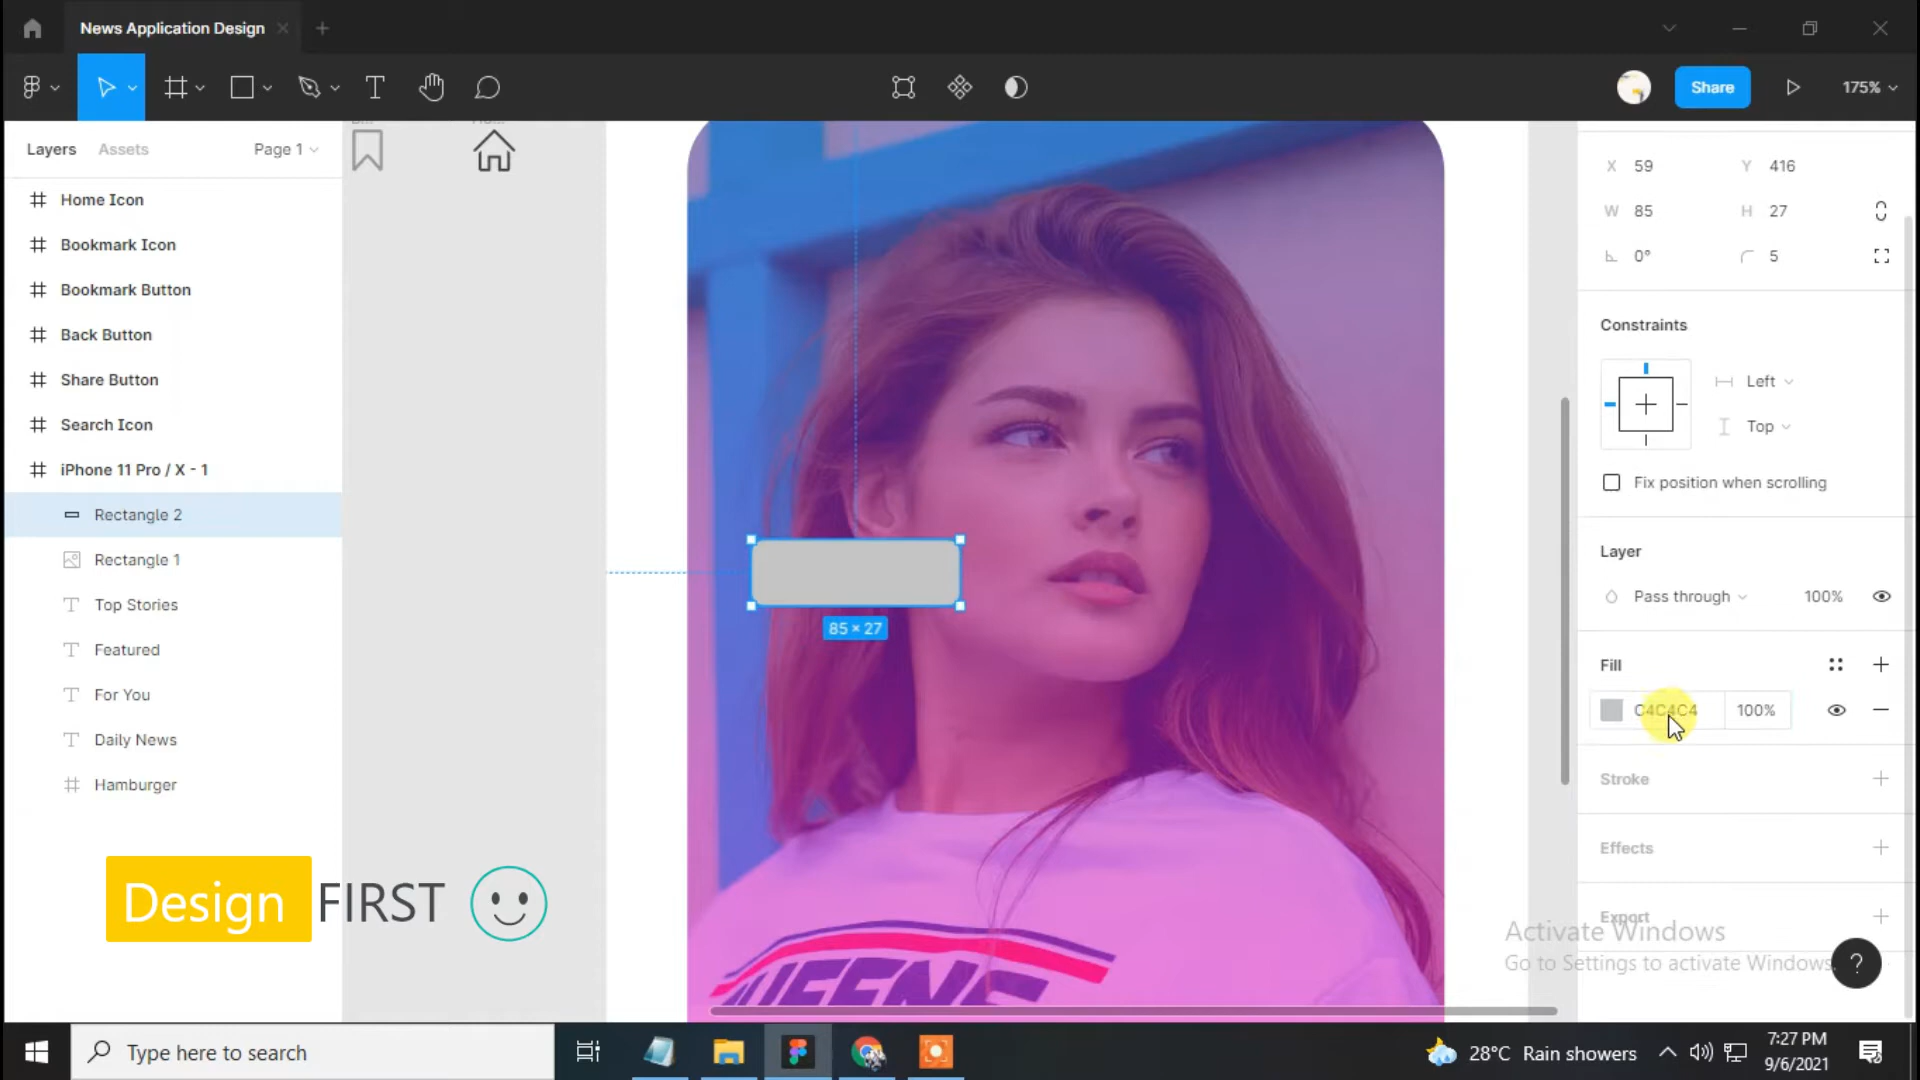 News Application Design
Share
175%
Layers
Assets
Page 1
Home Icon
Bookmark Icon
Bookmark Button
Back Button
Share Button
Search Icon
iPhone 11 Pro / X - 1
Rectangle 2
Rectangle 1
Top Stories
Featured
For You
Daily News
Hamburger
Design FIRST
85 × 27
QUEENS
X 59
Y 416
W 85
H 27
0°
5
Constraints
Left
Top
Fix position when scrolling
Layer
Pass through
100%
Fill
C4C4C4
100%
Stroke
Effects
Export
Activate Windows
Go to Settings to activate Windows.
?
Type here to search
28°C Rain showers
7:27 PM
9/6/2021